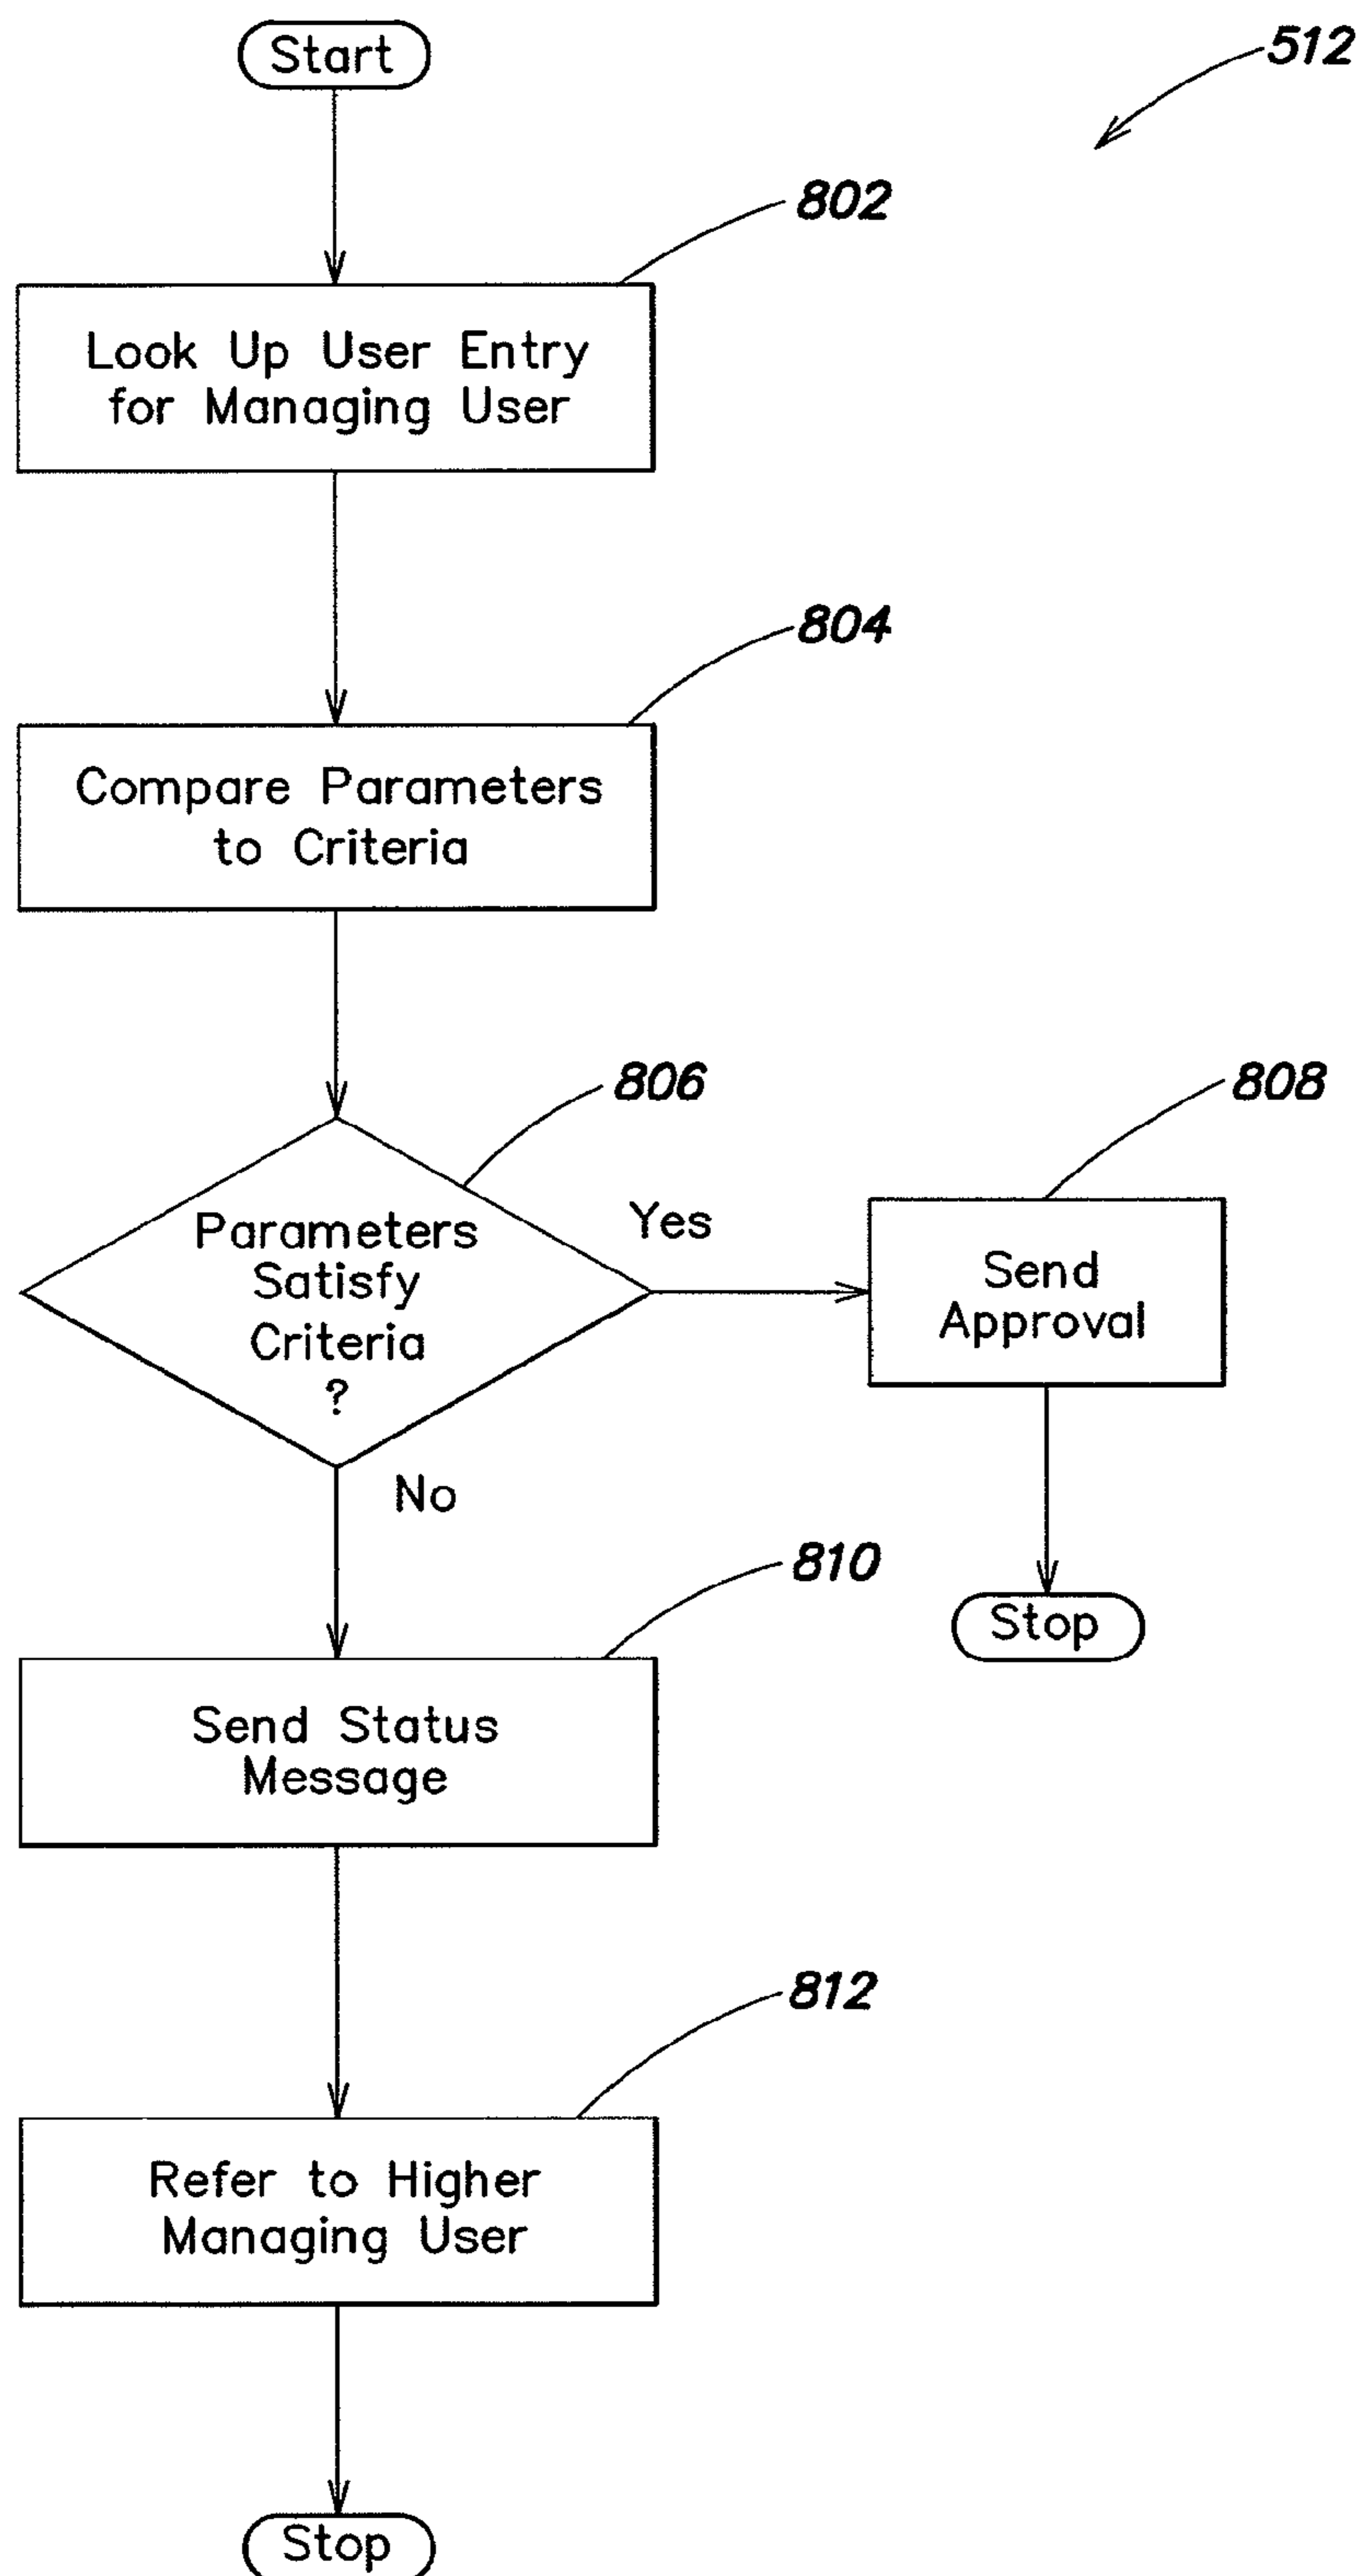 Start
512
802
Look Up User Entry
for Managing User
804
Compare Parameters
to Criteria
806
808
Parameters
Satisfy
Criteria
?
Yes
Send
Approval
No
Stop
810
Send Status
Message
812
Refer to Higher
Managing User
Stop